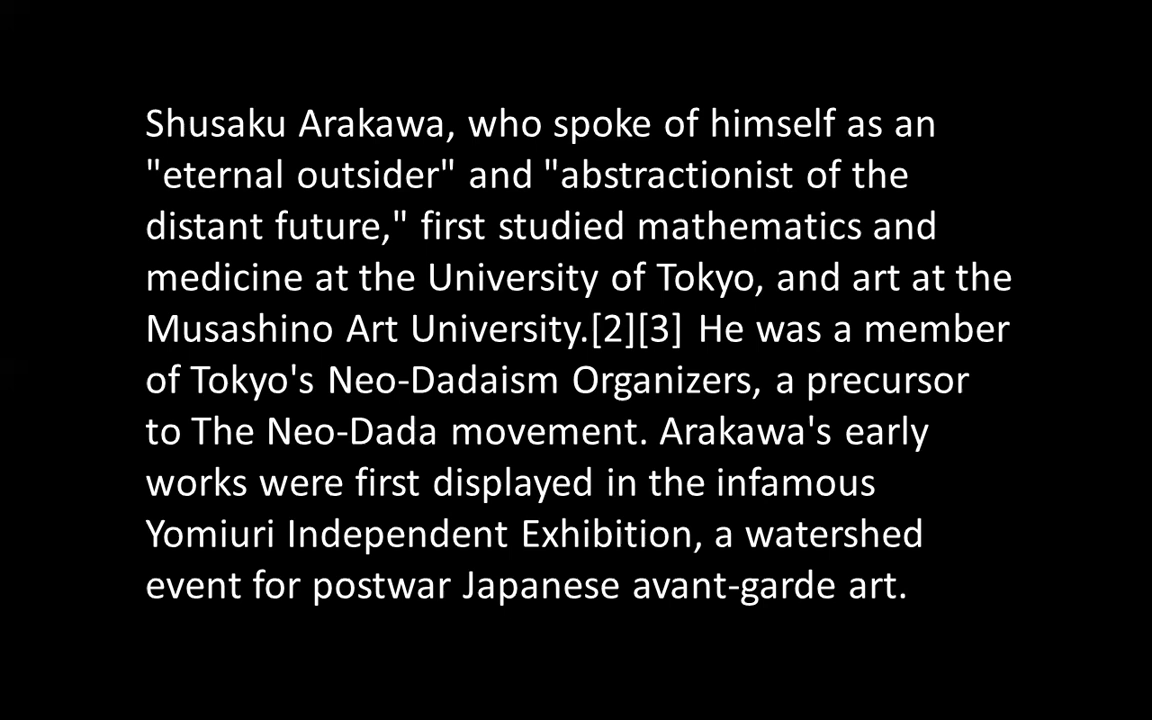 Shusaku Arakawa, who spoke of himself as an
"eternal outsider" and "abstractionist of the
distant future," first studied mathematics and
medicine at the University of Tokyo, and art at the
Musashino Art University.[2][3] He was a member
of Tokyo's Neo-Dadaism Organizers, a precursor
to The Neo-Dada movement. Arakawa's early
works were first displayed in the infamous
Yomiuri Independent Exhibition, a watershed
event for postwar Japanese avant-garde art.